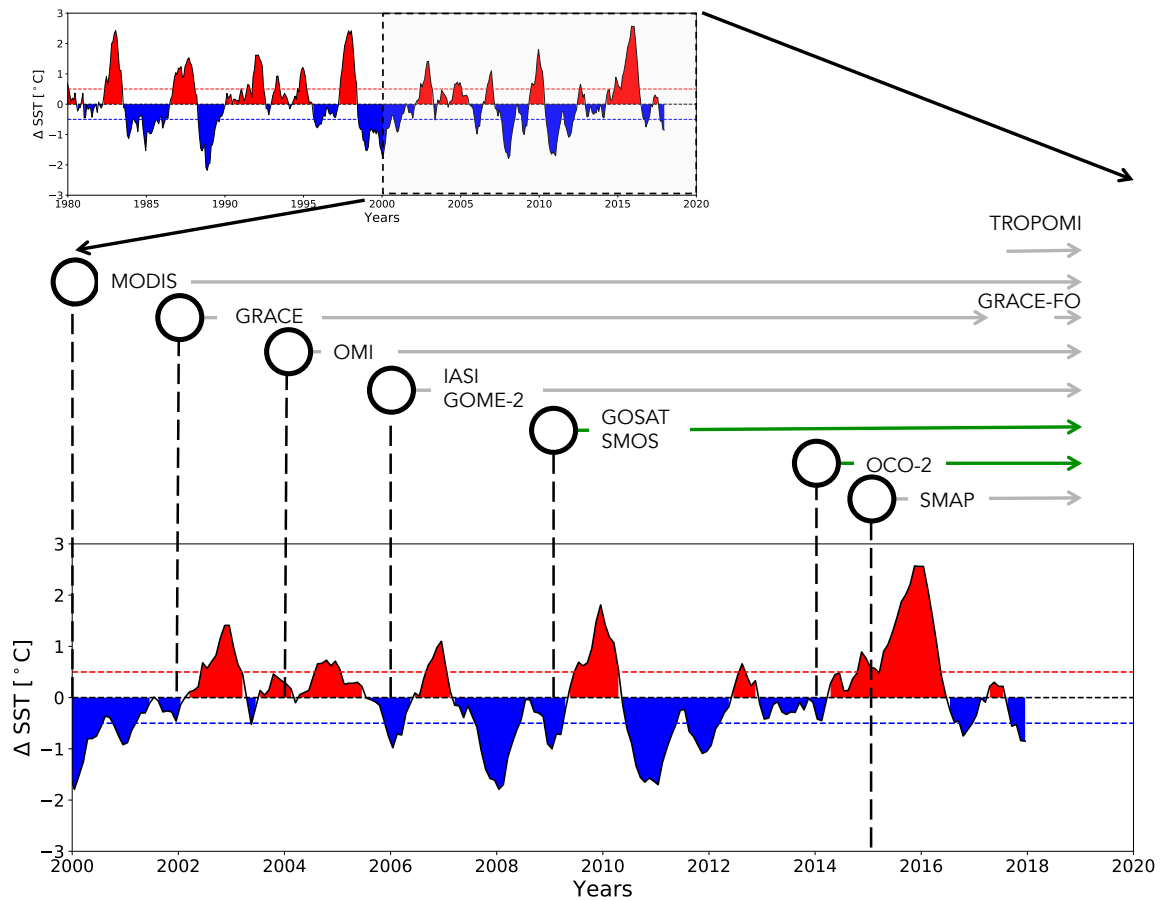 3
2
1
0
−1
−2
−3
Δ SST [°C]
1980 1985 1990 1995 2000 2005 2010 2015 2020
Years
TROPOMI
MODIS
GRACE-FO
GRACE
OMI
IASI
GOME-2
GOSAT
SMOS
OCO-2
SMAP
3
2
1
0
−1
−2
−3
Δ SST [°C]
2000 2002 2004 2006 2008 2010 2012 2014 2016 2018 2020
Years